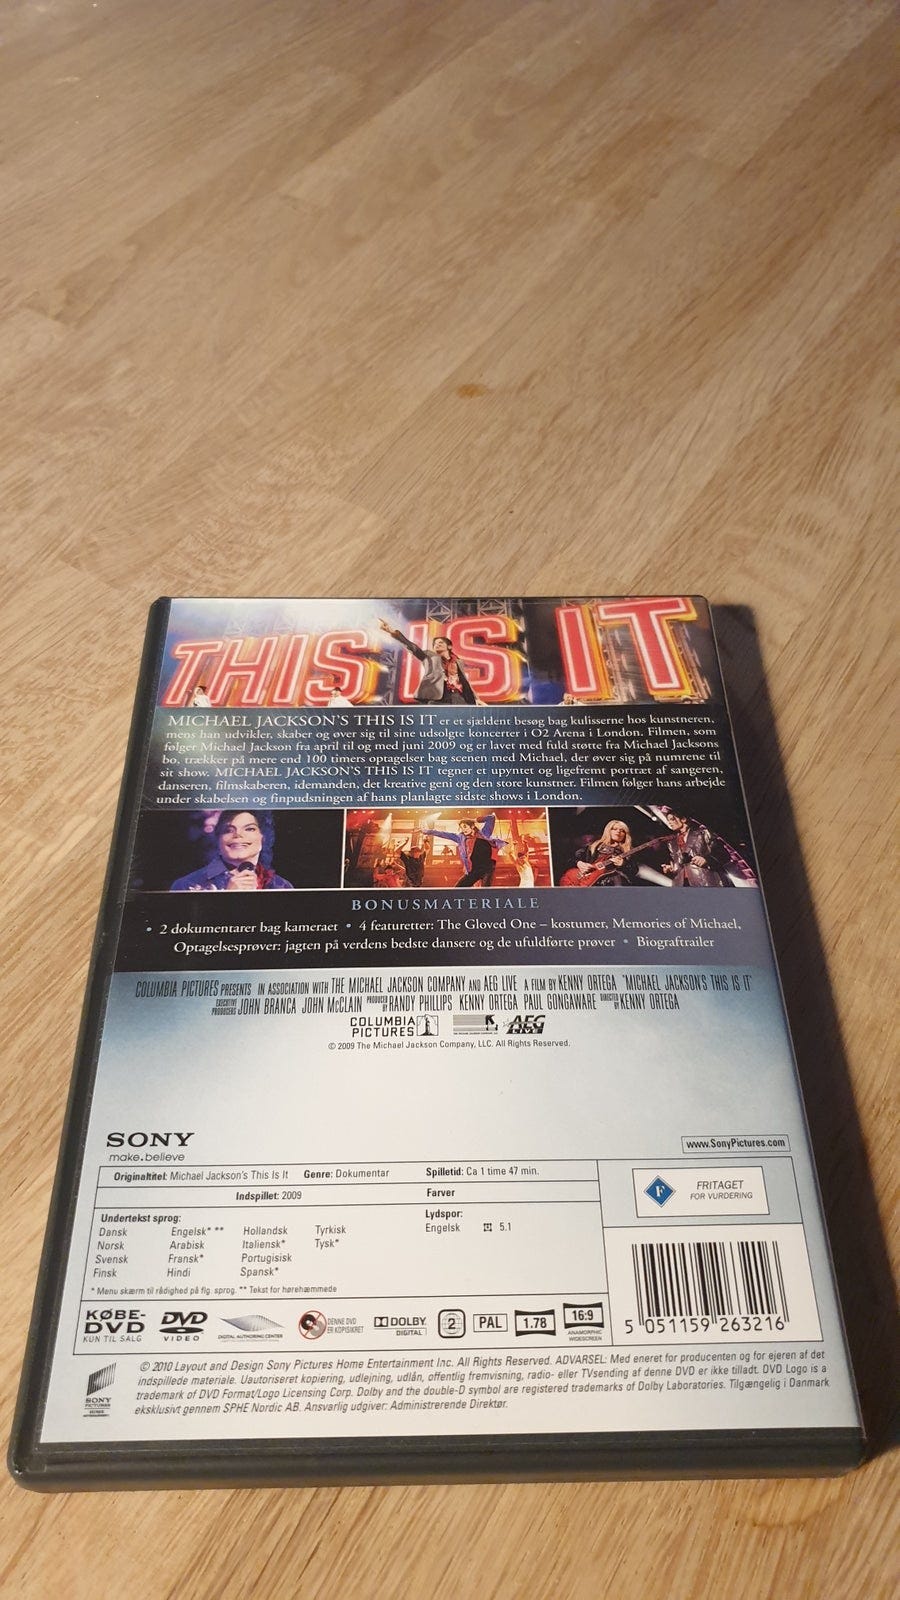 THIS IS IT
MICHAEL JACKSON'S THIS IS IT er et sjældent besøg bag kulisserne hos kunstneren,
mens han udvikler, skaber og øver sig til sine udsolgte koncerter i O2 Arena i London. Filmen, som
følger Michael Jackson fra april til og med juni 2009 og er lavet med fuld støtte fra Michael Jacksons
bo, trækker på mere end 100 timers optagelser bag scenen med Michael, der øver sig på numrene til
sit show. MICHAEL JACKSON'S THIS IS IT tegner et upyntet og ligefremt portræt af sangeren,
danseren, filmskaberen, idemanden, det kreative geni og den store kunstner. Filmen følger hans arbejde
under skabelsen og finpudsningen af hans planlagte sidste shows i London.
BONUSMATERIALE
• 2 dokumentarer bag kameraet • 4 featuretter: The Gloved One – kostumer, Memories of Michael,
Optagelsesprøver: jagten på verdens bedste dansere og de ufuldførte prøver • Biograftrailer
COLUMBIA PICTURES PRESENTS IN ASSOCIATION WITH THE MICHAEL JACKSON COMPANY AND AEG LIVE A FILM BY KENNY ORTEGA "MICHAEL JACKSON'S THIS IS IT"
EXECUTIVE PRODUCERS JOHN BRANCA JOHN McCLAIN PRODUCED BY RANDY PHILLIPS KENNY ORTEGA PAUL GONGAWARE DIRECTED BY KENNY ORTEGA
COLUMBIA PICTURES AEG LIVE
© 2009 The Michael Jackson Company, LLC. All Rights Reserved.
SONY
make.believe
www.SonyPictures.com
Originaltitel: Michael Jackson's This Is It Genre: Dokumentar Spilletid: Ca 1 time 47 min.
Indspillet: 2009 Farver
Undertekst sprog: Lydspor:
Dansk Engelsk* ** Hollandsk Tyrkisk Engelsk 5.1
Norsk Arabisk Italiensk* Tysk*
Svensk Fransk* Portugisisk
Finsk Hindi Spansk*
* Menu skærm til rådighed på flg. sprog. ** Tekst for hørehæmmede
F FRITAGET
FOR VURDERING
KØBE-
DVD
KUN TIL SALG
DVD
VIDEO
DIGITAL AUTHORING CENTER
DENNE DVD
ER KOPISIKRET
DOLBY
DIGITAL
2
PAL
1.78
16:9
ANAMORPHIC
WIDESCREEN
5 051159 263216
SONY
PICTURES
© 2010 Layout and Design Sony Pictures Home Entertainment Inc. All Rights Reserved. ADVARSEL: Med eneret for producenten og for ejeren af det
indspillede materiale. Uautoriseret kopiering, udlejning, udlån, offentlig fremvisning, radio- eller TVsending af denne DVD er ikke tilladt. DVD Logo is a
trademark of DVD Format/Logo Licensing Corp. Dolby and the double-D symbol are registered trademarks of Dolby Laboratories. Tilgængelig i Danmark
eksklusivt gennem SPHE Nordic AB. Ansvarlig udgiver: Administrerende Direktør.